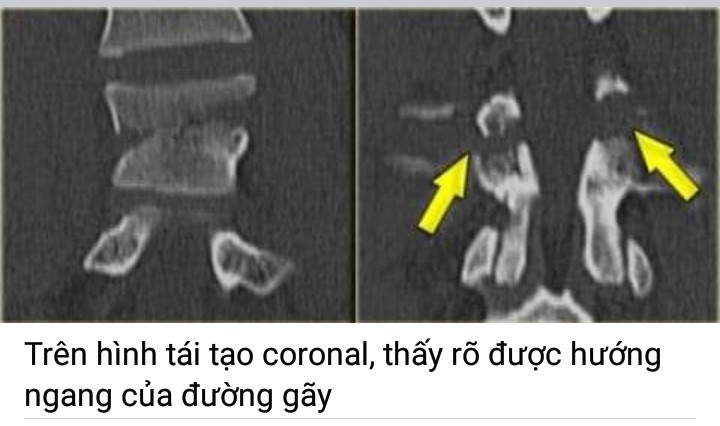 Trên hình tái tạo coronal, thấy rõ được hướng
ngang của đường gãy